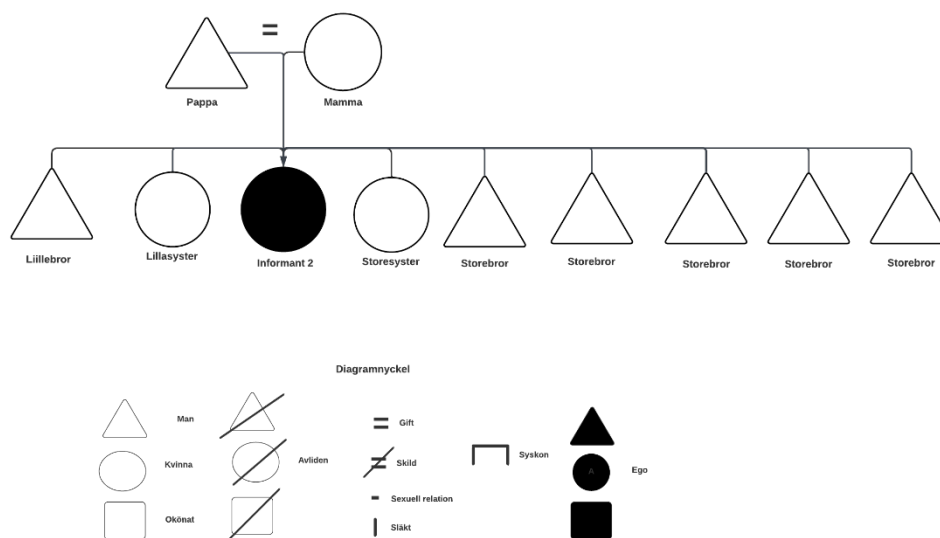 =
Pappa
Mamma
Liillebror
Lillasyster
Informant 2
Storesyster
Storebror
Storebror
Storebror
Storebror
Storebror
Diagramnyckel
Man
= Gift
Kvinna
Avliden
Skild
Syskon
A
Ego
Okönat
- Sexuell relation
Släkt